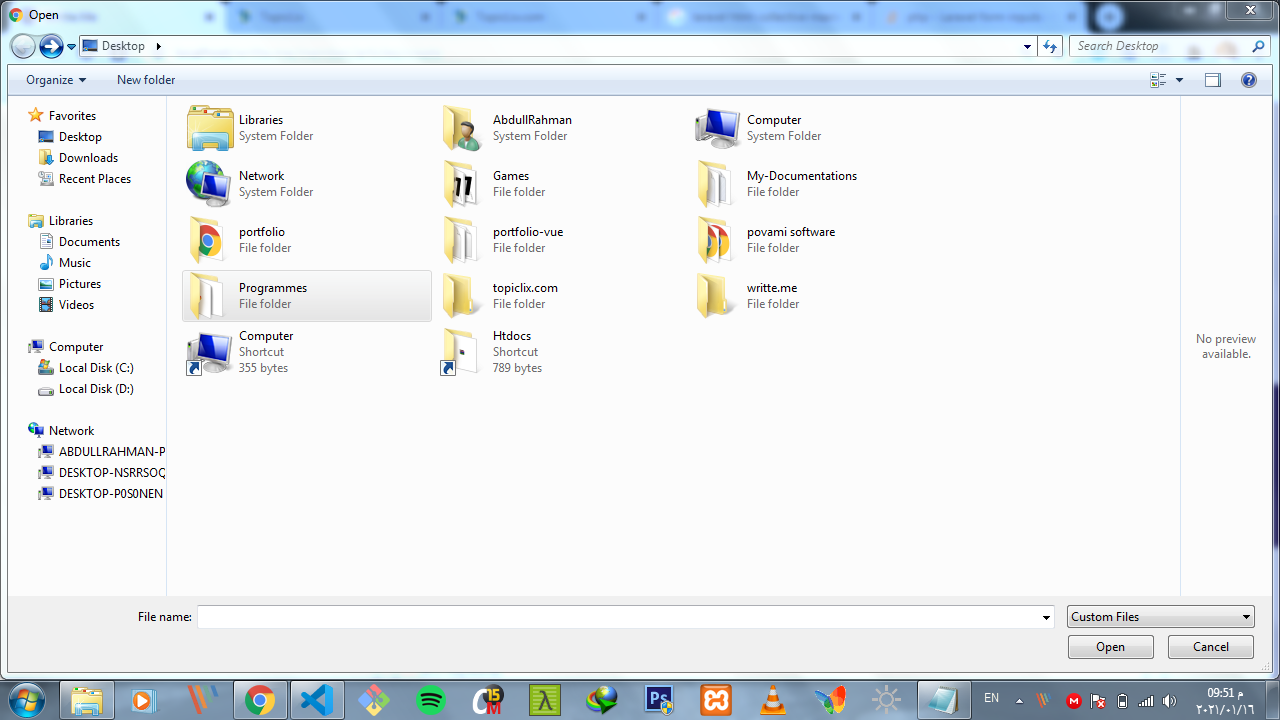 Open
Desktop
Search Desktop
Organize
New folder
Favorites
Desktop
Downloads
Recent Places
Libraries
Documents
Music
Pictures
Videos
Computer
Local Disk (C:)
Local Disk (D:)
Network
ABDULLRAHMAN-P
DESKTOP-NSRRSOQ
DESKTOP-P0S0NEN
Libraries
System Folder
AbdullRahman
System Folder
Computer
System Folder
Network
System Folder
Games
File folder
My-Documentations
File folder
portfolio
File folder
portfolio-vue
File folder
povami software
File folder
Programmes
File folder
topiclix.com
File folder
writte.me
File folder
Computer
Shortcut
355 bytes
Htdocs
Shortcut
789 bytes
No preview
available.
File name:
Custom Files
Open
Cancel
EN
09:51 م
٢٠٢١/٠١/١٦